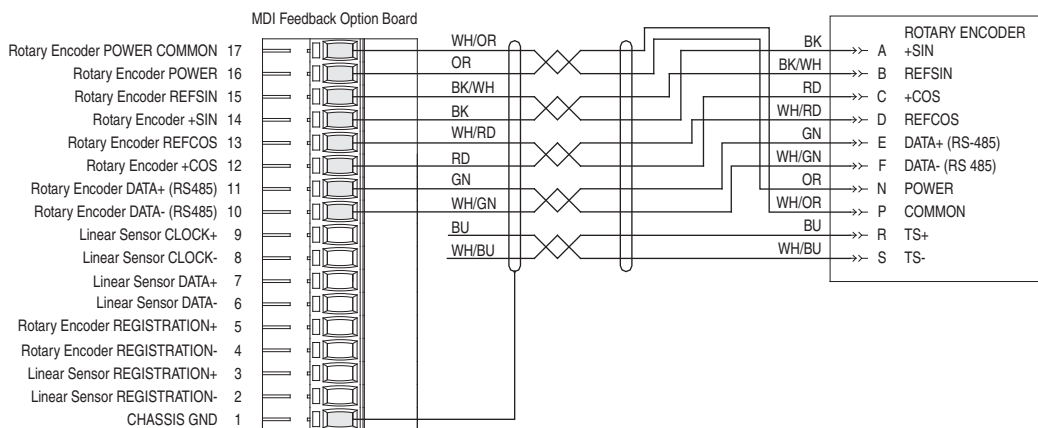 MDI Feedback Option Board
Rotary Encoder POWER COMMON 17
Rotary Encoder POWER 16
Rotary Encoder REFSIN 15
Rotary Encoder +SIN 14
Rotary Encoder REFCOS 13
Rotary Encoder +COS 12
Rotary Encoder DATA+ (RS485) 11
Rotary Encoder DATA- (RS485) 10
Linear Sensor CLOCK+ 9
Linear Sensor CLOCK- 8
Linear Sensor DATA+ 7
Linear Sensor DATA- 6
Rotary Encoder REGISTRATION+ 5
Rotary Encoder REGISTRATION- 4
Linear Sensor REGISTRATION+ 3
Linear Sensor REGISTRATION- 2
CHASSIS GND 1
WH/OR
OR
BK/WH
BK
WH/RD
RD
GN
WH/GN
BU
WH/BU
BK
BK/WH
RD
WH/RD
GN
WH/GN
OR
WH/OR
BU
WH/BU
ROTARY ENCODER
A +SIN
B REFSIN
C +COS
D REFCOS
E DATA+ (RS-485)
F DATA- (RS 485)
N POWER
P COMMON
R TS+
S TS-